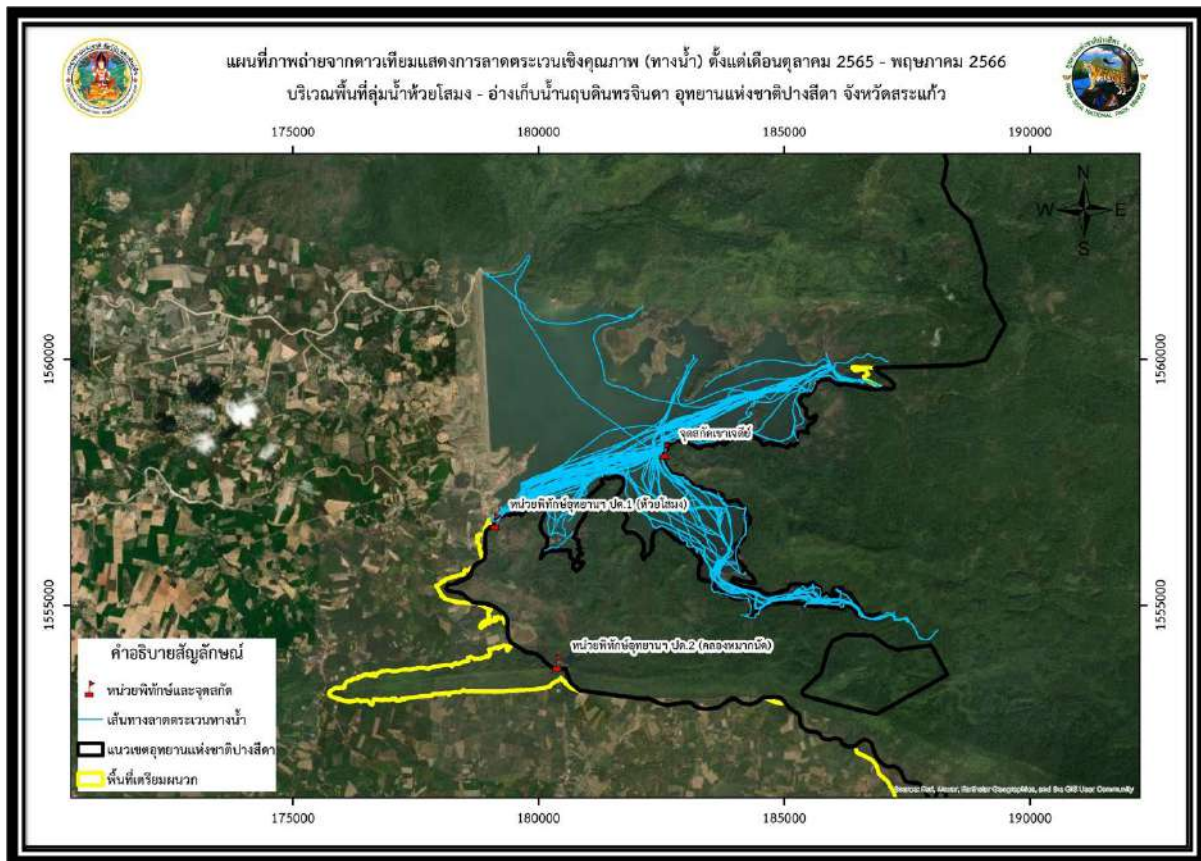 แผนที่ภาพถ่ายจากดาวเทียมแสดงการลาดตระเวนเชิงคุณภาพ (ทางน้ำ) ตั้งแต่เดือนตุลาคม 2565 - พฤษภาคม 2566
บริเวณพื้นที่ลุ่มน้ำห้วยโสมง - อ่างเก็บน้ำนฤบดินทรจินดา อุทยานแห่งชาติปางสีดา จังหวัดสระแก้ว
175000
180000
185000
190000
N
W
E
S
1560000
1560000
จุดสกัดเขาเจดีย์
หน่วยพิทักษ์อุทยานฯ ปด.1 (ห้วยโสมง)
1555000
1555000
หน่วยพิทักษ์อุทยานฯ ปด.2 (คลองหมากนัด)
คำอธิบายสัญลักษณ์
หน่วยพิทักษ์และจุดสกัด
เส้นทางลาดตระเวนทางน้ำ
แนวเขตอุทยานแห่งชาติปางสีดา
พื้นที่เตรียมผนวก
Source: Esri, Maxar, Earthstar Geographics, and the GIS User Community
175000
180000
185000
190000